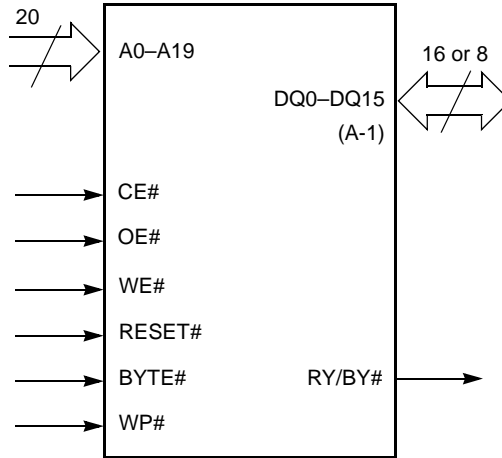 20
A0–A19
16 or 8
DQ0–DQ15
(A-1)
CE#
OE#
WE#
RESET#
BYTE#
RY/BY#
WP#